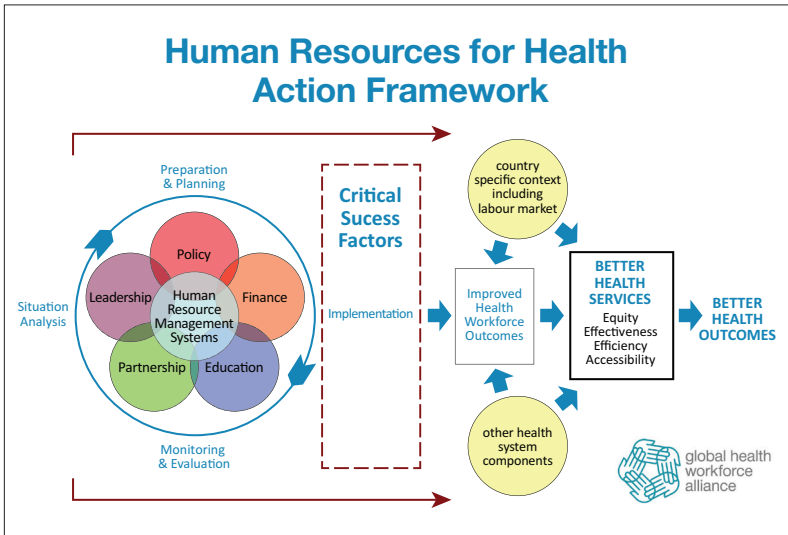 Human Resources for Health
Action Framework
Preparation
& Planning
Situation
Analysis
Policy
Leadership
Finance
Human
Resource
Management
Systems
Partnership
Education
Monitoring
& Evaluation
Critical
Sucess
Factors
Implementation
country
specific context
including
labour market
Improved
Health
Workforce
Outcomes
other health
system
components
BETTER
HEALTH
SERVICES
Equity
Effectiveness
Efficiency
Accessibility
BETTER
HEALTH
OUTCOMES
global health
workforce
alliance